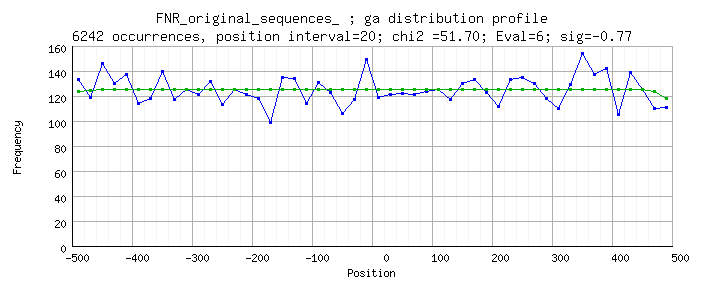 FNR_original_sequences_ ; ga distribution profile
6242 occurrences, position interval=20; chi2 =51.70; Eval=6; sig=-0.77
160
140
120
100
80
60
40
20
0
Frequency
-500 -400 -300 -200 -100 0 100 200 300 400 500
Position